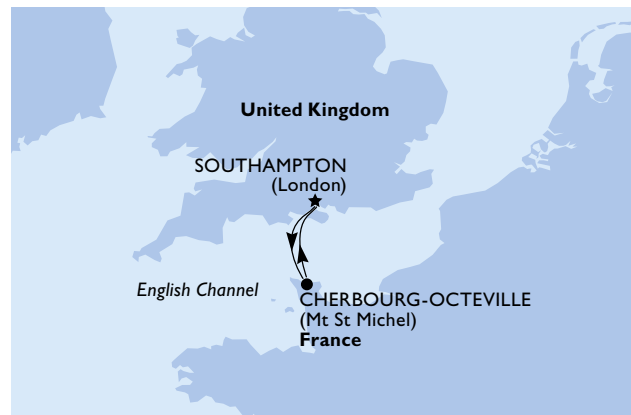 United Kingdom
SOUTHAMPTON
(London)
English Channel
CHERBOURG-OCTEVILLE
(Mt St Michel)
France